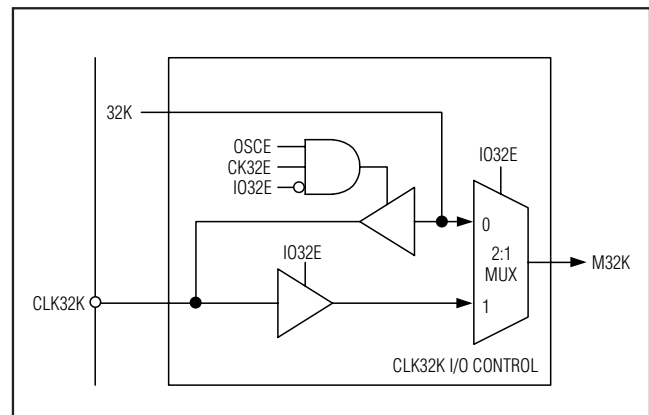 32K
OSCE
CK32E
IO32E
IO32E
0
2:1
MUX
M32K
IO32E
1
CLK32K
CLK32K I/O CONTROL